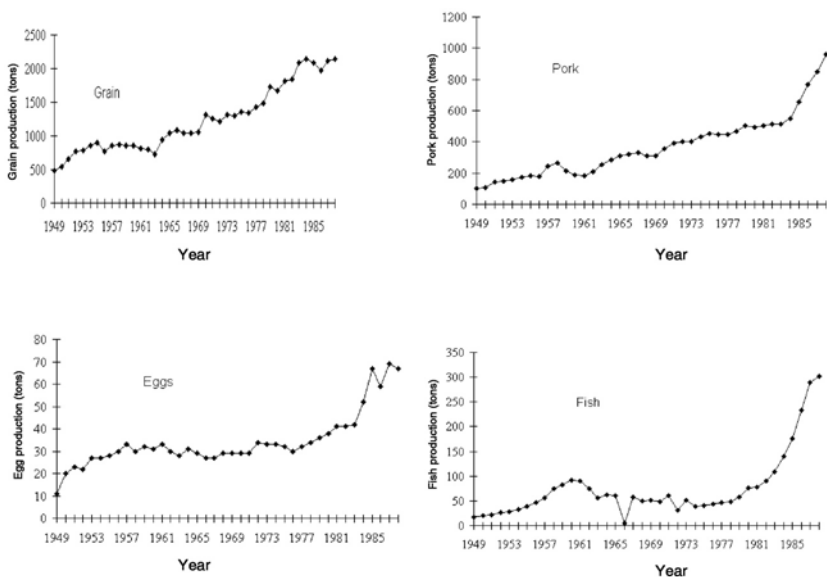 Grain production (tons)
2500
2000
1500
1000
500
0
Grain
1949 1953 1957 1961 1965 1969 1973 1977 1981 1985
Year
Pork production (tons)
1200
1000
800
600
400
200
0
Pork
1949 1953 1957 1961 1965 1969 1973 1977 1981 1985
Year
Egg production (tons)
80
70
60
50
40
30
20
10
0
Eggs
1949 1953 1957 1961 1965 1969 1973 1977 1981 1985
Year
Fish production (tons)
350
300
250
200
150
100
50
0
Fish
1949 1953 1957 1961 1965 1969 1973 1977 1981 1985
Year